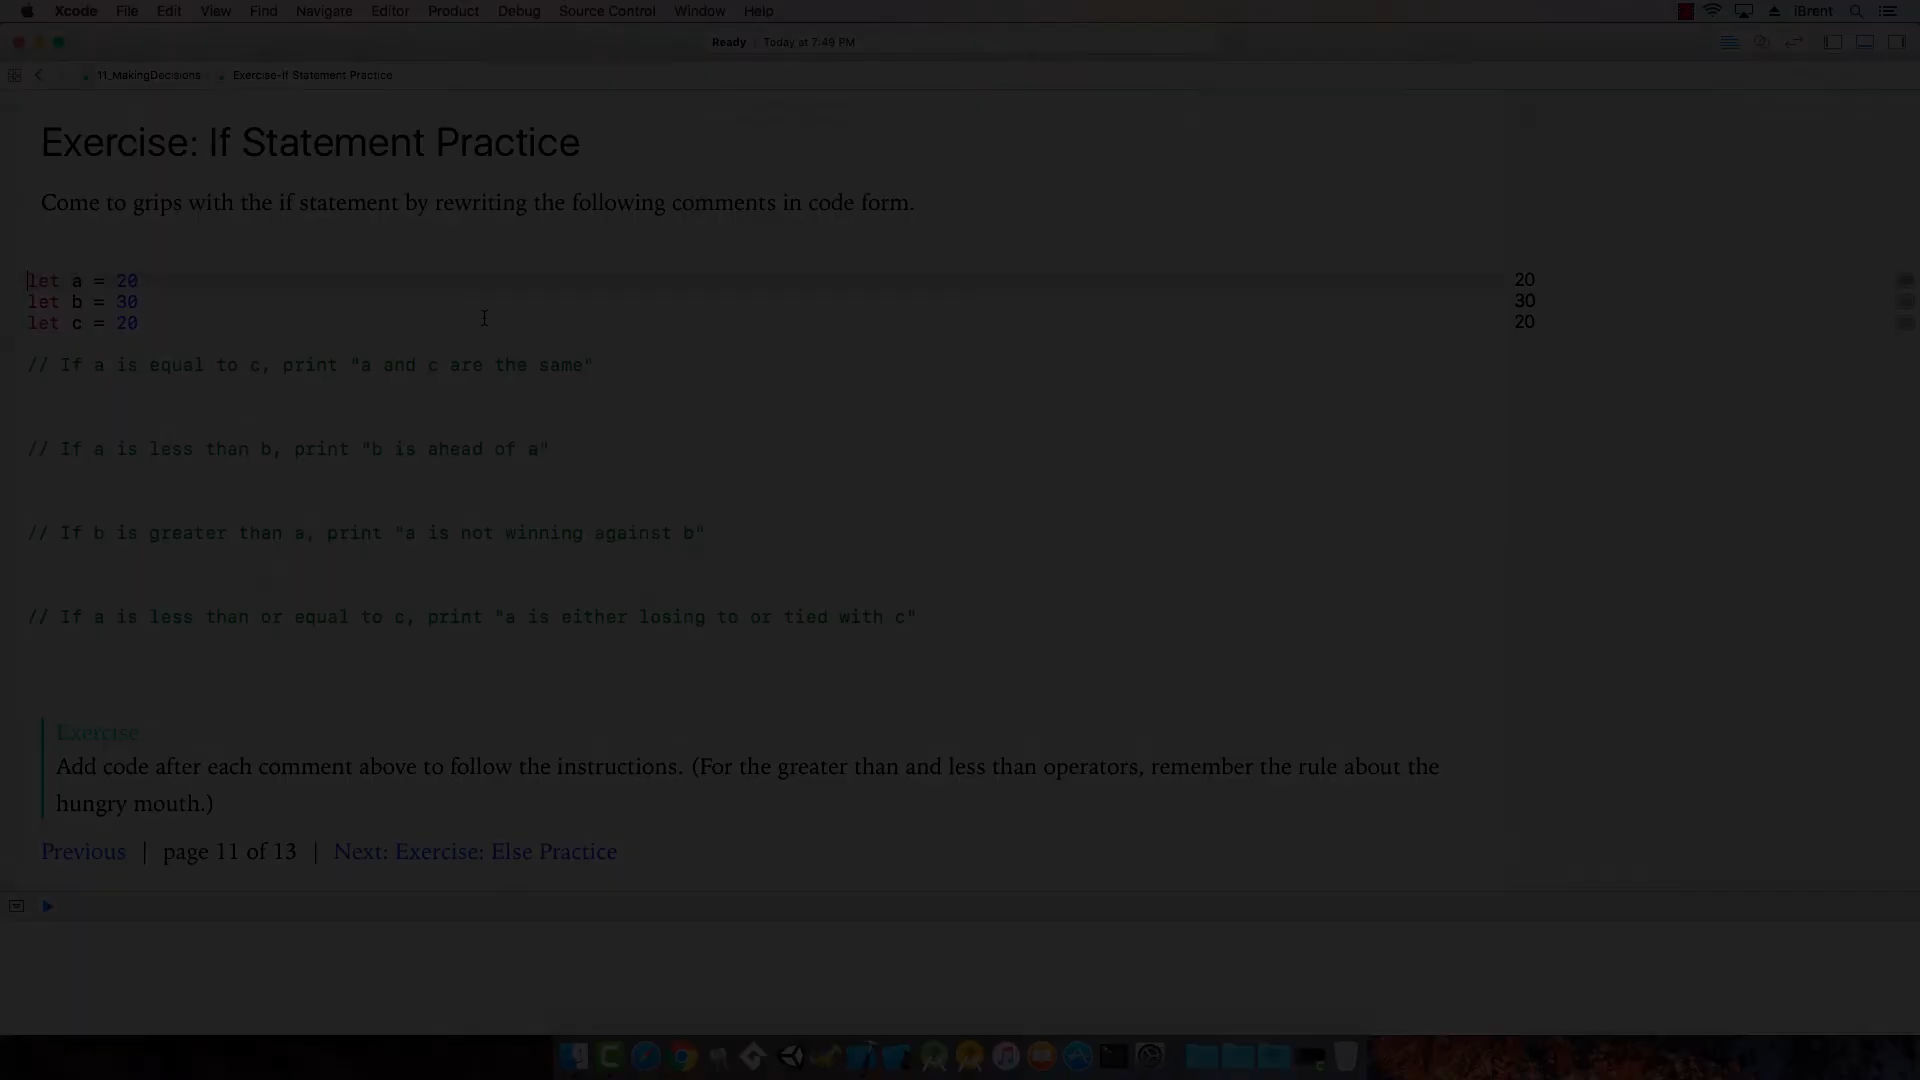 Xcode File Edit View Find Navigate Editor Product Debug Source Control Window Help iBrent
Ready Today at 7:49 PM
11_MakingDecisions Exercise-If Statement Practice
Exercise: If Statement Practice
Come to grips with the if statement by rewriting the following comments in code form.
let a = 20 20
let b = 30 30
let c = 20 20
// If a is equal to c, print "a and c are the same"
// If a is less than b, print "b is ahead of a"
// If b is greater than a, print "a is not winning against b"
// If a is less than or equal to c, print "a is either losing to or tied with c"
Exercise
Add code after each comment above to follow the instructions. (For the greater than and less than operators, remember the rule about the
hungry mouth.)
Previous | page 11 of 13 | Next: Exercise: Else Practice